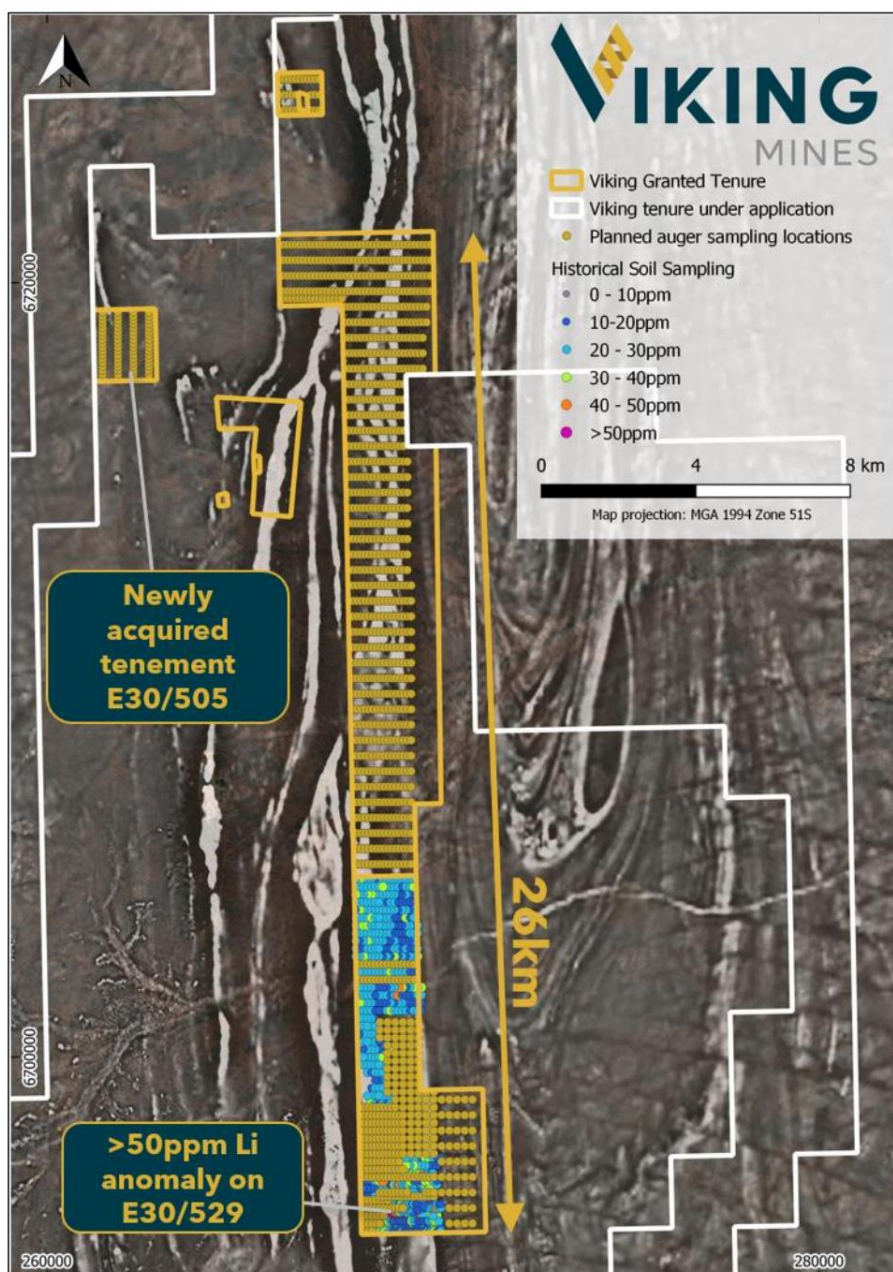 N
VIKING
MINES
Viking Granted Tenure
Viking tenure under application
Planned auger sampling locations
Historical Soil Sampling
0 - 10ppm
10-20ppm
20 - 30ppm
30 - 40ppm
40 - 50ppm
>50ppm
0 4 8 km
Map projection: MGA 1994 Zone 51S
6720000
Newly
acquired
tenement
E30/505
26km
6700000
>50ppm Li
anomaly on
E30/529
260000
280000